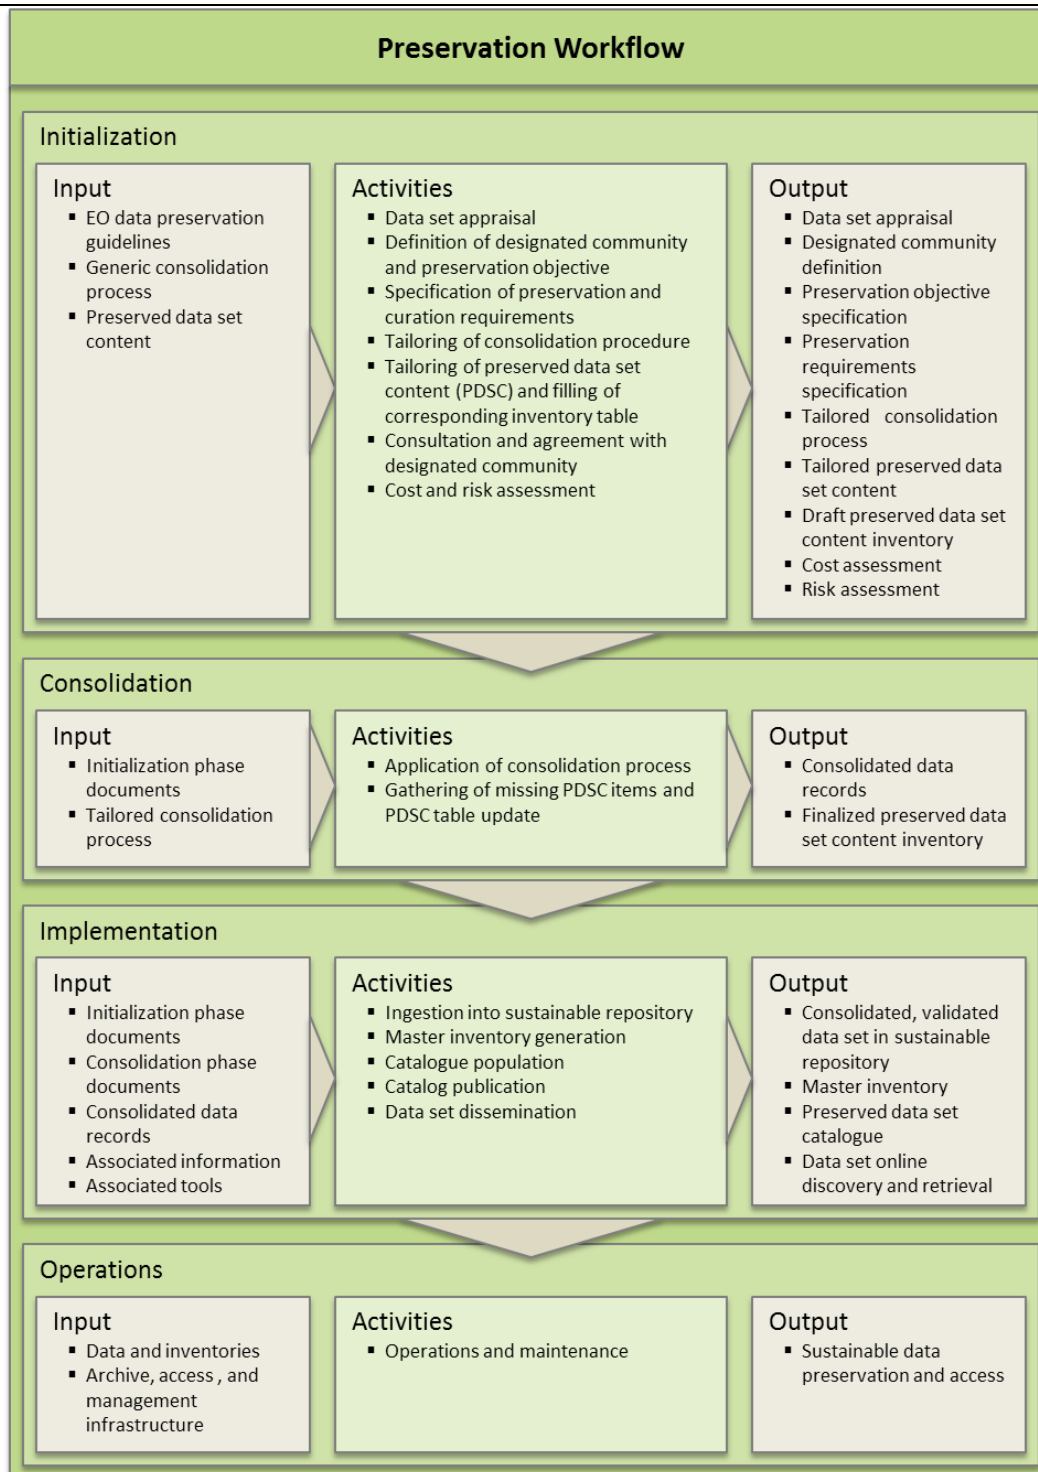 Preservation Workflow
Initialization
Input
▪ EO data preservation
guidelines
▪ Generic consolidation
process
▪ Preserved data set
content
Activities
▪ Data set appraisal
▪ Definition of designated community
and preservation objective
▪ Specification of preservation and
curation requirements
▪ Tailoring of consolidation procedure
▪ Tailoring of preserved data set
content (PDSC) and filling of
corresponding inventory table
▪ Consultation and agreement with
designated community
▪ Cost and risk assessment
Output
▪ Data set appraisal
▪ Designated community
definition
▪ Preservation objective
specification
▪ Preservation
requirements
specification
▪ Tailored consolidation
process
▪ Tailored preserved data
set content
▪ Draft preserved data set
content inventory
▪ Cost assessment
▪ Risk assessment
Consolidation
Input
▪ Initialization phase
documents
▪ Tailored consolidation
process
Activities
▪ Application of consolidation process
▪ Gathering of missing PDSC items and
PDSC table update
Output
▪ Consolidated data
records
▪ Finalized preserved data
set content inventory
Implementation
Input
▪ Initialization phase
documents
▪ Consolidation phase
documents
▪ Consolidated data
records
▪ Associated information
▪ Associated tools
Activities
▪ Ingestion into sustainable repository
▪ Master inventory generation
▪ Catalogue population
▪ Catalog publication
▪ Data set dissemination
Output
▪ Consolidated, validated
data set in sustainable
repository
▪ Master inventory
▪ Preserved data set
catalogue
▪ Data set online
discovery and retrieval
Operations
Input
▪ Data and inventories
▪ Archive, access , and
management
infrastructure
Activities
▪ Operations and maintenance
Output
▪ Sustainable data
preservation and access